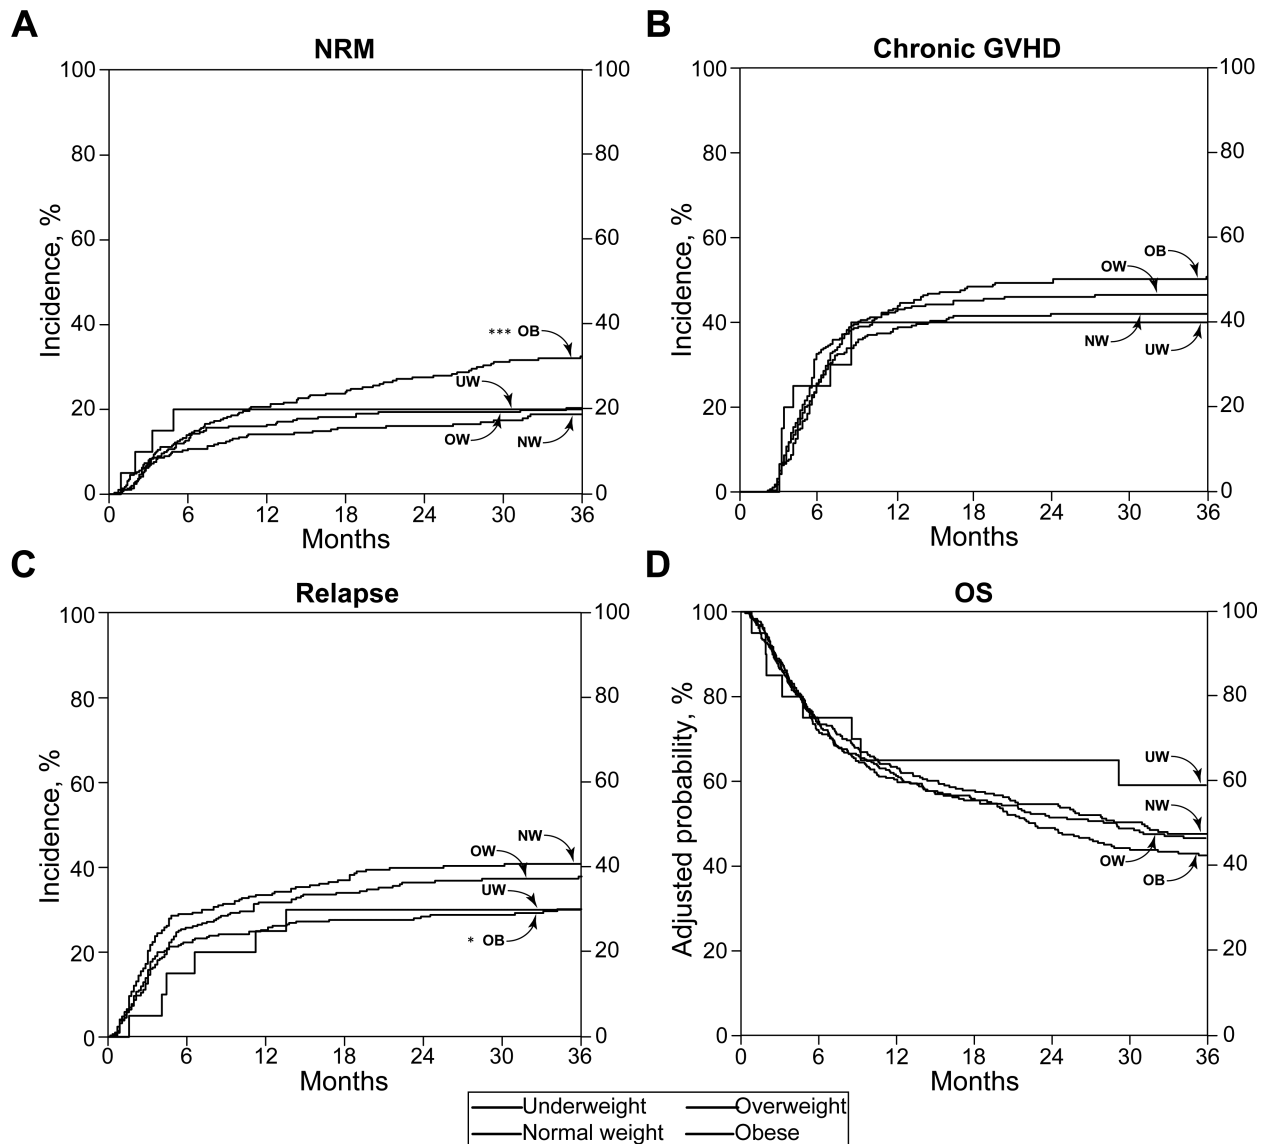 A
NRM
Incidence, %
100
80
60
40
20
0
100
80
60
40
20
0
*** OB
UW
OW
NW
0 6 12 18 24 30 36
Months
B
Chronic GVHD
Incidence, %
100
80
60
40
20
0
100
80
60
40
20
0
OB
OW
NW
UW
0 6 12 18 24 30 36
Months
C
Relapse
Incidence, %
100
80
60
40
20
0
100
80
60
40
20
0
NW
OW
UW
* OB
0 6 12 18 24 30 36
Months
D
OS
Adjusted probability, %
100
80
60
40
20
0
100
80
60
40
20
0
UW
NW
OW
OB
0 6 12 18 24 30 36
Months
Underweight Overweight
Normal weight Obese